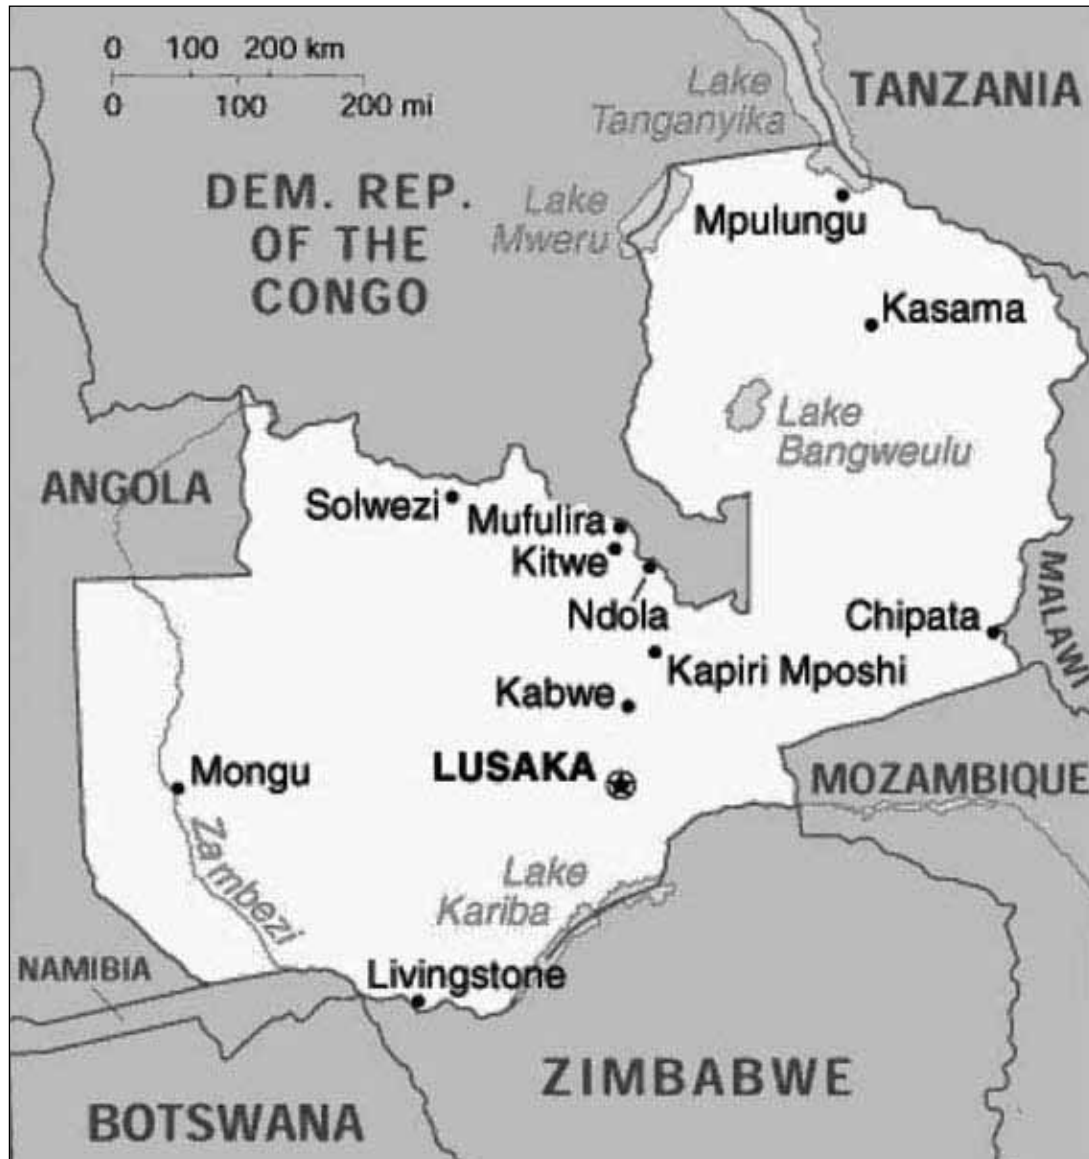 0 100 200 km
0 100 200 mi
Lake
Tanganyika
TANZANIA
DEM. REP.
OF THE
CONGO
Lake
Mweru
Mpulungu
Kasama
Lake
Bangweulu
ANGOLA
Solwezi
Mufulira
Kitwe
Ndola
MALAWI
Chipata
Kapiri Mposhi
Kabwe
LUSAKA
Mongu
MOZAMBIQUE
Zambezi
Lake
Kariba
NAMIBIA
Livingstone
ZIMBABWE
BOTSWANA